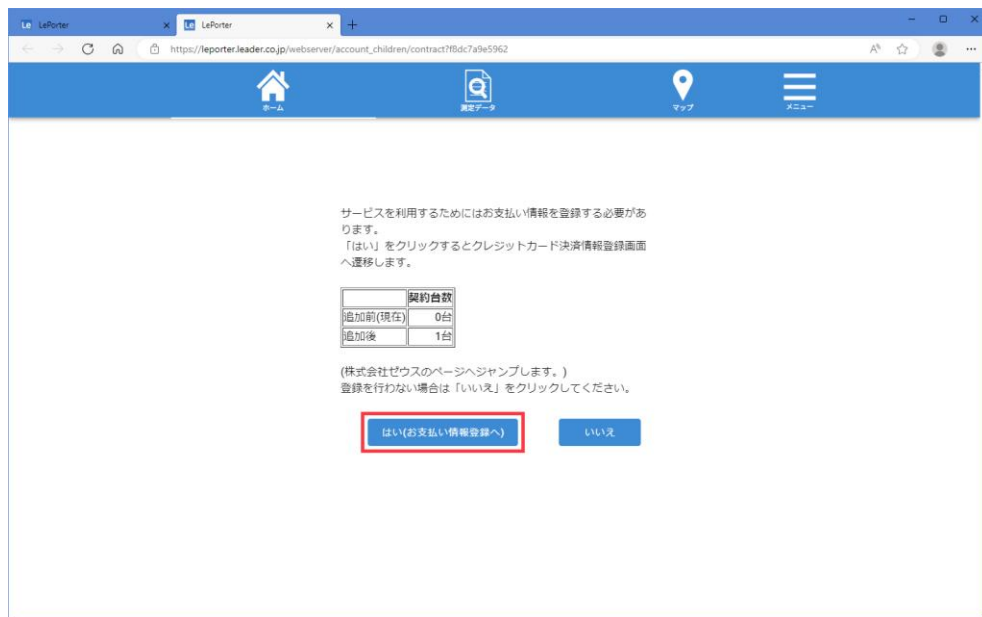 Le LePorter
Le LePorter
https://leporter.leader.co.jp/webserver/account_children/contract?f8dc7a9e5962
ホーム
測定データ
マップ
メニュー
サービスを利用するためにはお支払い情報を登録する必要があ
ります。
「はい」をクリックするとクレジットカード決済情報登録画面
へ遷移します。
契約台数
追加前(現在) 0台
追加後 1台
(株式会社ゼウスのページへジャンプします。)
登録を行わない場合は「いいえ」をクリックしてください。
はい(お支払い情報登録へ) いいえ